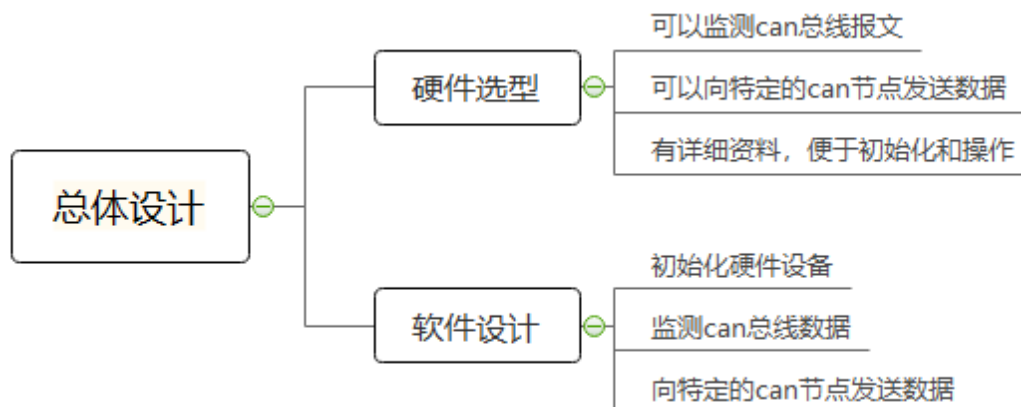 总体设计
硬件选型
可以监测can总线报文
可以向特定的can节点发送数据
有详细资料，便于初始化和操作
软件设计
初始化硬件设备
监测can总线数据
向特定的can节点发送数据